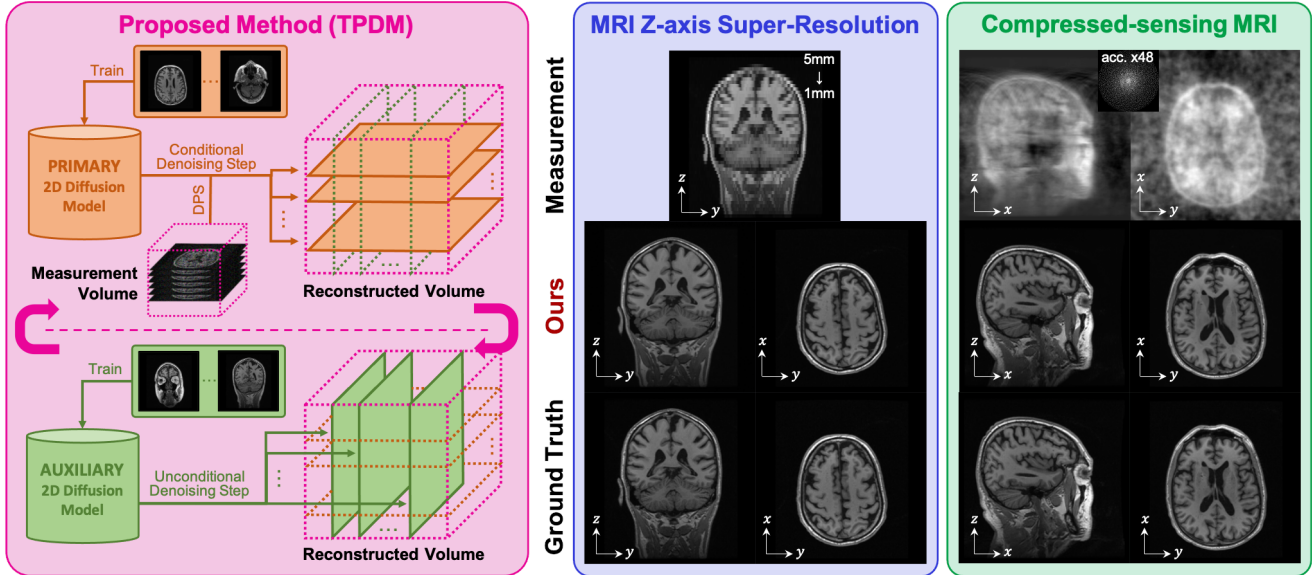 Proposed Method (TPDM)
Train
...
PRIMARY
2D Diffusion
Model
Conditional
Denoising Step
DPS
...
...
Measurement
Volume
Reconstructed Volume
Train
...
AUXILIARY
2D Diffusion
Model
Unconditional
Denoising Step
...
...
...
Reconstructed Volume
Measurement
Ours
Ground Truth
MRI Z-axis Super-Resolution
5mm
↓
1mm
z
y
z
y
x
y
z
y
x
y
Compressed-sensing MRI
acc. x48
z
x
x
y
z
x
x
y
z
x
x
y